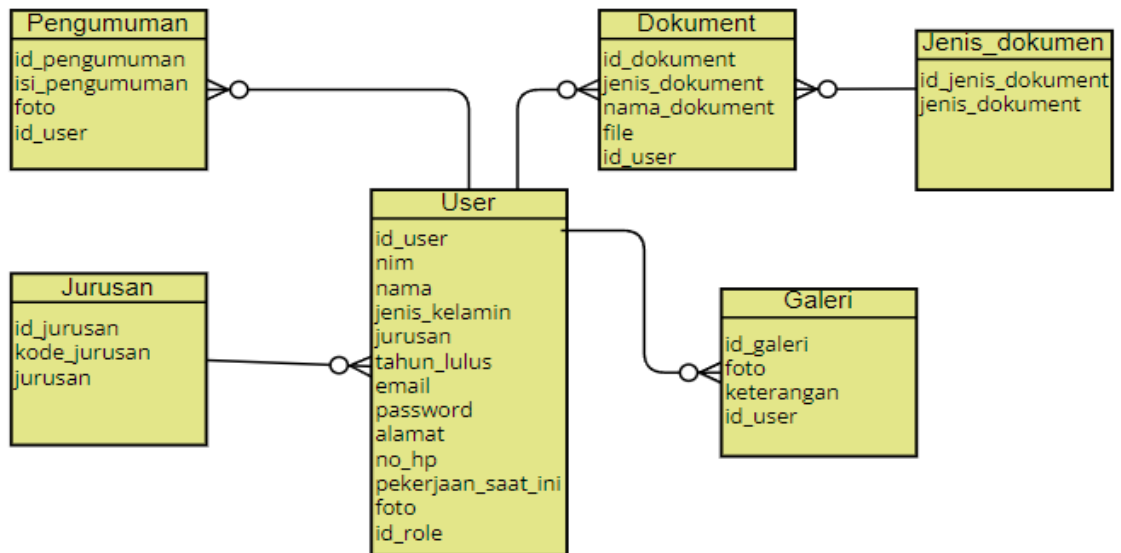 Pengumuman
id_pengumuman
isi_pengumuman
foto
id_user
Dokument
id_dokument
jenis_dokument
nama_dokument
file
id_user
Jenis_dokumen
id_jenis_dokument
jenis_dokument
User
id_user
nim
nama
jenis_kelamin
jurusan
tahun_lulus
email
password
alamat
no_hp
pekerjaan_saat_ini
foto
id_role
Jurusan
id_jurusan
kode_jurusan
jurusan
Galeri
id_galeri
foto
keterangan
id_user